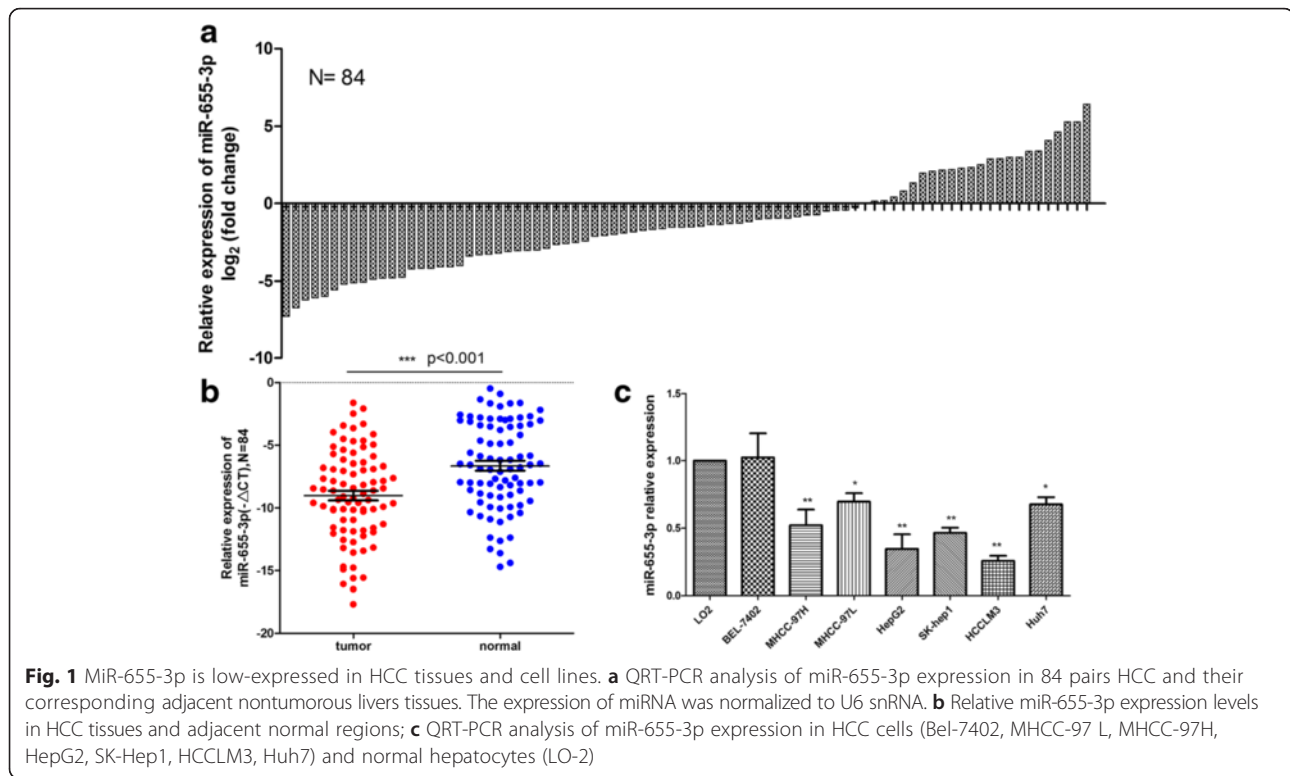 a
10
5
0
-5
-10
Relative expression of miR-655-3p
log2 (fold change)
N= 84
b
*** p<0.001
0
-5
-10
-15
-20
Relative expression of
miR-655-3p(-△CT),N=84
tumor
normal
c
1.5
1.0
0.5
0.0
miR-655-3p relative expression
**
*
**
**
**
*
LO2
BEL-7402
MHCC-97H
MHCC-97L
HepG2
SK-hep1
HCCLM3
Huh7
Fig. 1 MiR-655-3p is low-expressed in HCC tissues and cell lines. a QRT-PCR analysis of miR-655-3p expression in 84 pairs HCC and their
corresponding adjacent nontumorous livers tissues. The expression of miRNA was normalized to U6 snRNA. b Relative miR-655-3p expression levels
in HCC tissues and adjacent normal regions; c QRT-PCR analysis of miR-655-3p expression in HCC cells (Bel-7402, MHCC-97 L, MHCC-97H,
HepG2, SK-Hep1, HCCLM3, Huh7) and normal hepatocytes (LO-2)